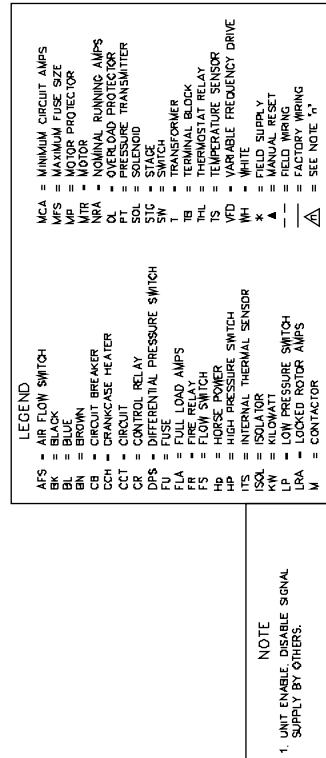 LEGEND
AFS = AIR FLOW SWITCH
BK = BLACK
BL = BLUE
BN = BROWN
CB = CIRCUIT BREAKER
CCH = CRANKCASE HEATER
CCT = CIRCUIT
CR = CONTROL RELAY
DPS = DIFFERENTIAL PRESSURE SWITCH
FU = FUSE
FLA = FULL LOAD AMPS
FR = FIRE RELAY
FS = FLOW SWITCH
Hp = HORSE POWER
HP = HIGH PRESSURE SWITCH
ITS = INTERNAL THERMAL SENSOR
ISOL = ISOLATOR
KW = KILOWATT
LP = LOW PRESSURE SWITCH
LRA = LOCKED ROTOR AMPS
M = CONTACTOR
MCA = MINIMUM CIRCUIT AMPS
MFS = MAXIMUM FUSE SIZE
MP = MOTOR PROTECTOR
MTR = MOTOR
NRA = NOMINAL RUNNING AMPS
OL = OVERLOAD PROTECTOR
PT = PRESSURE TRANSMITTER
SOL = SOLENOID
STG = STAGE
SW = SWITCH
T = TRANSFORMER
TB = TERMINAL BLOCK
THL = THERMOSTAT RELAY
TS = TEMPERATURE SENSOR
VFD = VARIABLE FREQUENCY DRIVE
WH = WHITE
* = FIELD SUPPLY
▲ = MANUAL RESET
-- = FIELD WIRING
— = FACTORY WIRING
n = SEE NOTE "n"
NOTE
1. UNIT ENABLE, DISABLE SIGNAL
SUPPLY BY OTHERS.